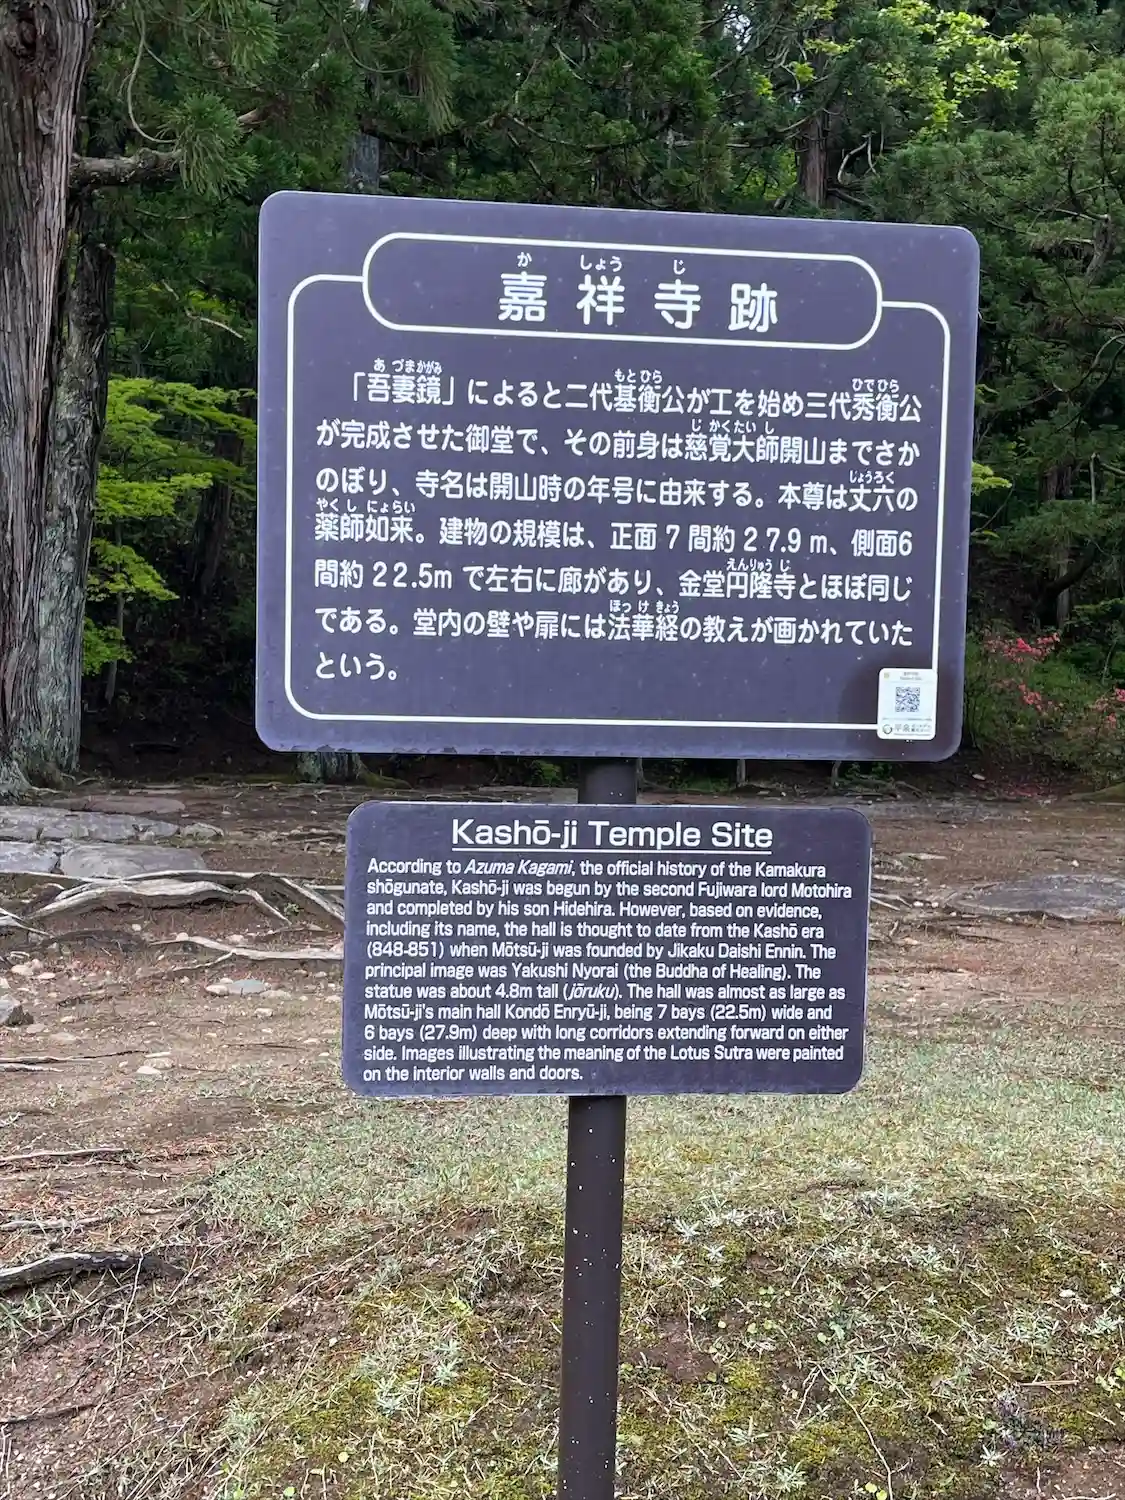 か しょう じ
嘉祥寺跡
あづまかがみ もとひら ひでひら
「吾妻鏡」によると二代基衡公が工を始め三代秀衡公
じかくたいし
が完成させた御堂で、その前身は慈覚大師開山までさか
じょうろく
のぼり、寺名は開山時の年号に由来する。本尊は丈六の
やくしにょらい
薬師如来。建物の規模は、正面7間約27.9m、側面6
えんりゅうじ
間約22.5mで左右に廊があり、金堂円隆寺とほぼ同じ
ほっけきょう
である。堂内の壁や扉には法華経の教えが画かれていた
という。
平泉
Kashō-ji Temple Site
According to Azuma Kagami, the official history of the Kamakura
shōgunate, Kashō-ji was begun by the second Fujiwara lord Motohira
and completed by his son Hidehira. However, based on evidence,
including its name, the hall is thought to date from the Kashō era
(848-851) when Mōtsū-ji was founded by Jikaku Daishi Ennin. The
principal image was Yakushi Nyorai (the Buddha of Healing). The
statue was about 4.8m tall (jōruku). The hall was almost as large as
Mōtsū-ji's main hall Kondō Enryū-ji, being 7 bays (22.5m) wide and
6 bays (27.9m) deep with long corridors extending forward on either
side. Images illustrating the meaning of the Lotus Sutra were painted
on the interior walls and doors.